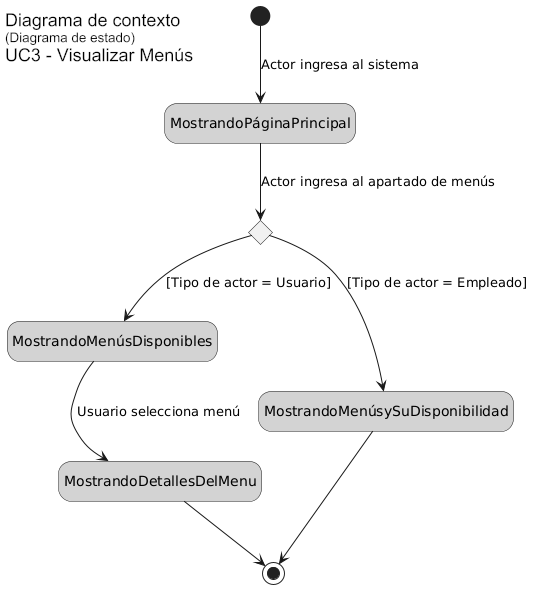 Diagrama de contexto
(Diagrama de estado)
UC3 - Visualizar Menús
Actor ingresa al sistema
MostrandoPáginaPrincipal
Actor ingresa al apartado de menús
[Tipo de actor = Usuario]
[Tipo de actor = Empleado]
MostrandoMenúsDisponibles
MostrandoMenúsySuDisponibilidad
Usuario selecciona menú
MostrandoDetallesDelMenu